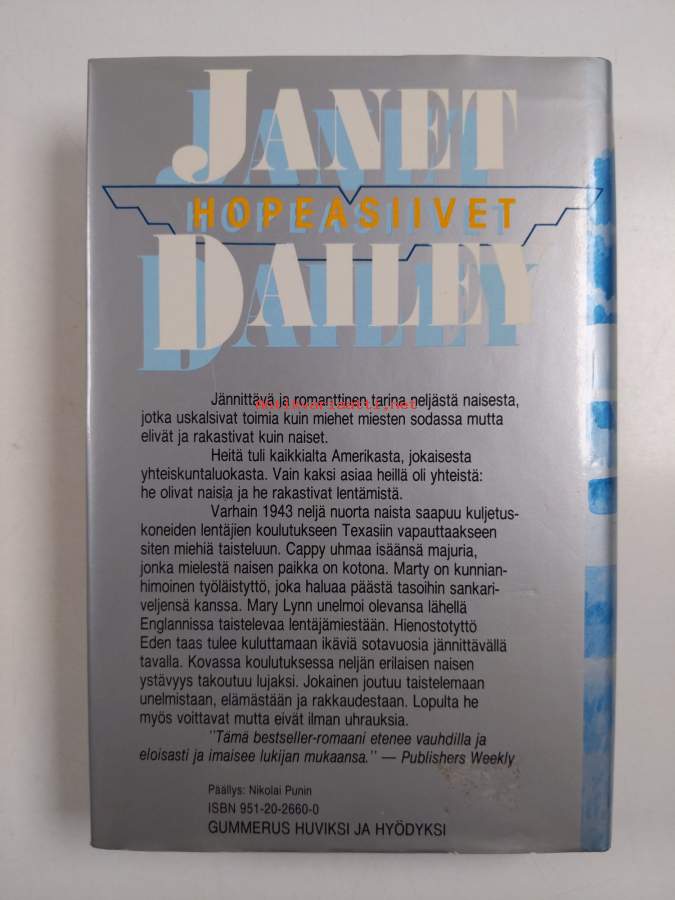 JANET
HOPEASIIVET
DAILEY
Jännittävä ja romanttinen tarina neljästä naisesta,
Antikvariaatti.net
jotka uskalsivat toimia kuin miehet miesten sodassa mutta
elivät ja rakastivat kuin naiset.
Heitä tuli kaikkialta Amerikasta, jokaisesta
yhteiskuntaluokasta. Vain kaksi asiaa heillä oli yhteistä:
he olivat naisia ja he rakastivat lentämistä.
Varhain 1943 neljä nuorta naista saapuu kuljetus-
koneiden lentäjien koulutukseen Texasiin vapauttaakseen
siten miehiä taisteluun. Cappy uhmaa isäänsä majuria,
jonka mielestä naisen paikka on kotona. Marty on kunnian-
himoinen työläistyttö, joka haluaa päästä tasoihin sankari-
veljensä kanssa. Mary Lynn unelmoi olevansa lähellä
Englannissa taistelevaa lentäjämiestään. Hienostotyttö
Eden taas tulee kuluttamaan ikäviä sotavuosia jännittävällä
tavalla. Kovassa koulutuksessa neljän erilaisen naisen
ystävyys takoutuu lujaksi. Jokainen joutuu taistelemaan
unelmistaan, elämästään ja rakkaudestaan. Lopulta he
myös voittavat mutta eivät ilman uhrauksia.
"Tämä bestseller-romaani etenee vauhdilla ja
eloisasti ja imaisee lukijan mukaansa." — Publishers Weekly
Päällys: Nikolai Punin
ISBN 951-20-2660-0
GUMMERUS HUVIKSI JA HYÖDYKSI